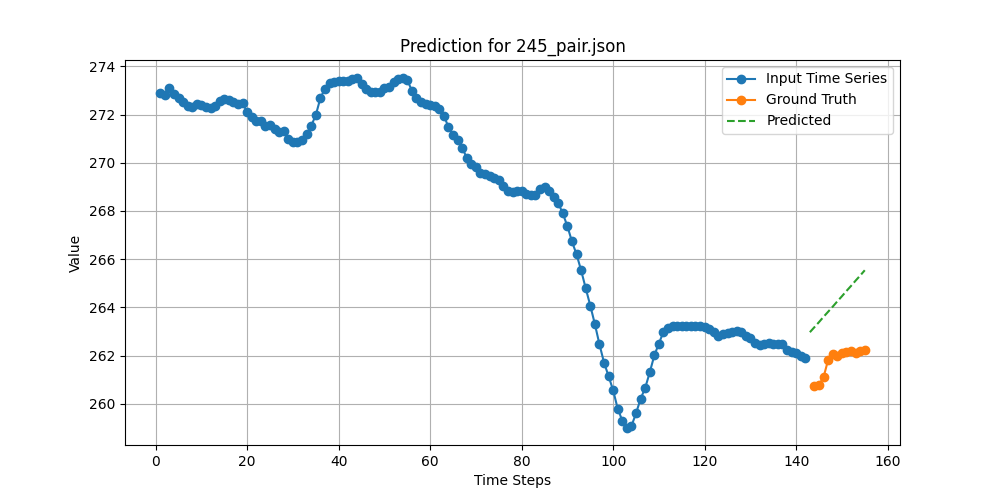 Prediction for 245_pair.json
Input Time Series
Ground Truth
Predicted
274
272
270
268
266
264
262
260
Value
0 20 40 60 80 100 120 140 160
Time Steps